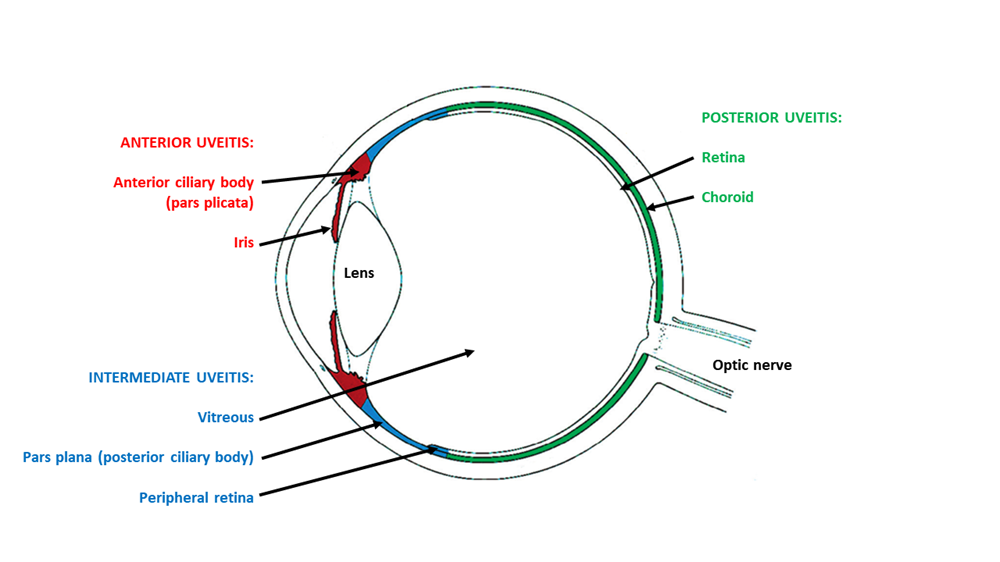 ANTERIOR UVEITIS:
Anterior ciliary body
(pars plicata)
Iris
Lens
POSTERIOR UVEITIS:
Retina
Choroid
Optic nerve
INTERMEDIATE UVEITIS:
Vitreous
Pars plana (posterior ciliary body)
Peripheral retina